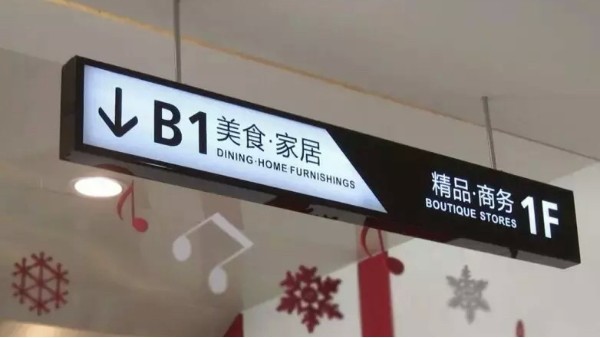 B1 美食·家居
DINING·HOME FURNISHINGS
精品·商务 1F
BOUTIQUE STORES